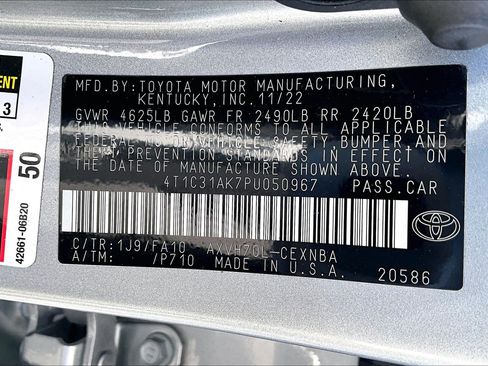 MFD.BY:TOYOTA MOTOR MANUFACTURING,
KENTUCKY,INC.11/22
GVWR 4625LB GAWR FR 2490LB RR 2420LB
THIS VEHICLE CONFORMS TO ALL APPLICABLE
FEDERAL MOTOR VEHICLE SAFETY,BUMPER,AND
THEFT PREVENTION STANDARDS IN EFFECT ON
THE DATE OF MANUFACTURE SHOWN ABOVE.
4T1C31AK7PU050967 PASS.CAR
C/TR:1J9/FA10 AXVH70L-CEXNBA
A/TM: /P710 MADE IN U.S.A. 20586
TOYOTA
50
42661-06B20
3